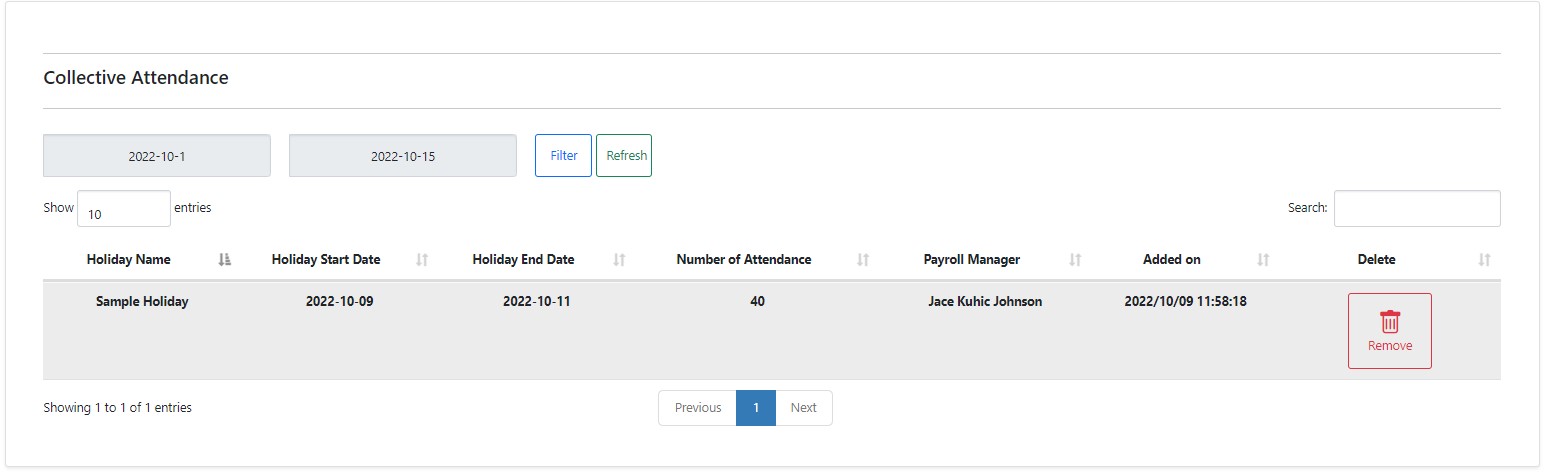 Collective Attendance
2022-10-1 2022-10-15 Filter Refresh
Show 10 entries Search:
Holiday Name Holiday Start Date Holiday End Date Number of Attendance Payroll Manager Added on Delete
Sample Holiday 2022-10-09 2022-10-11 40 Jace Kuhic Johnson 2022/10/09 11:58:18
Remove
Showing 1 to 1 of 1 entries Previous 1 Next